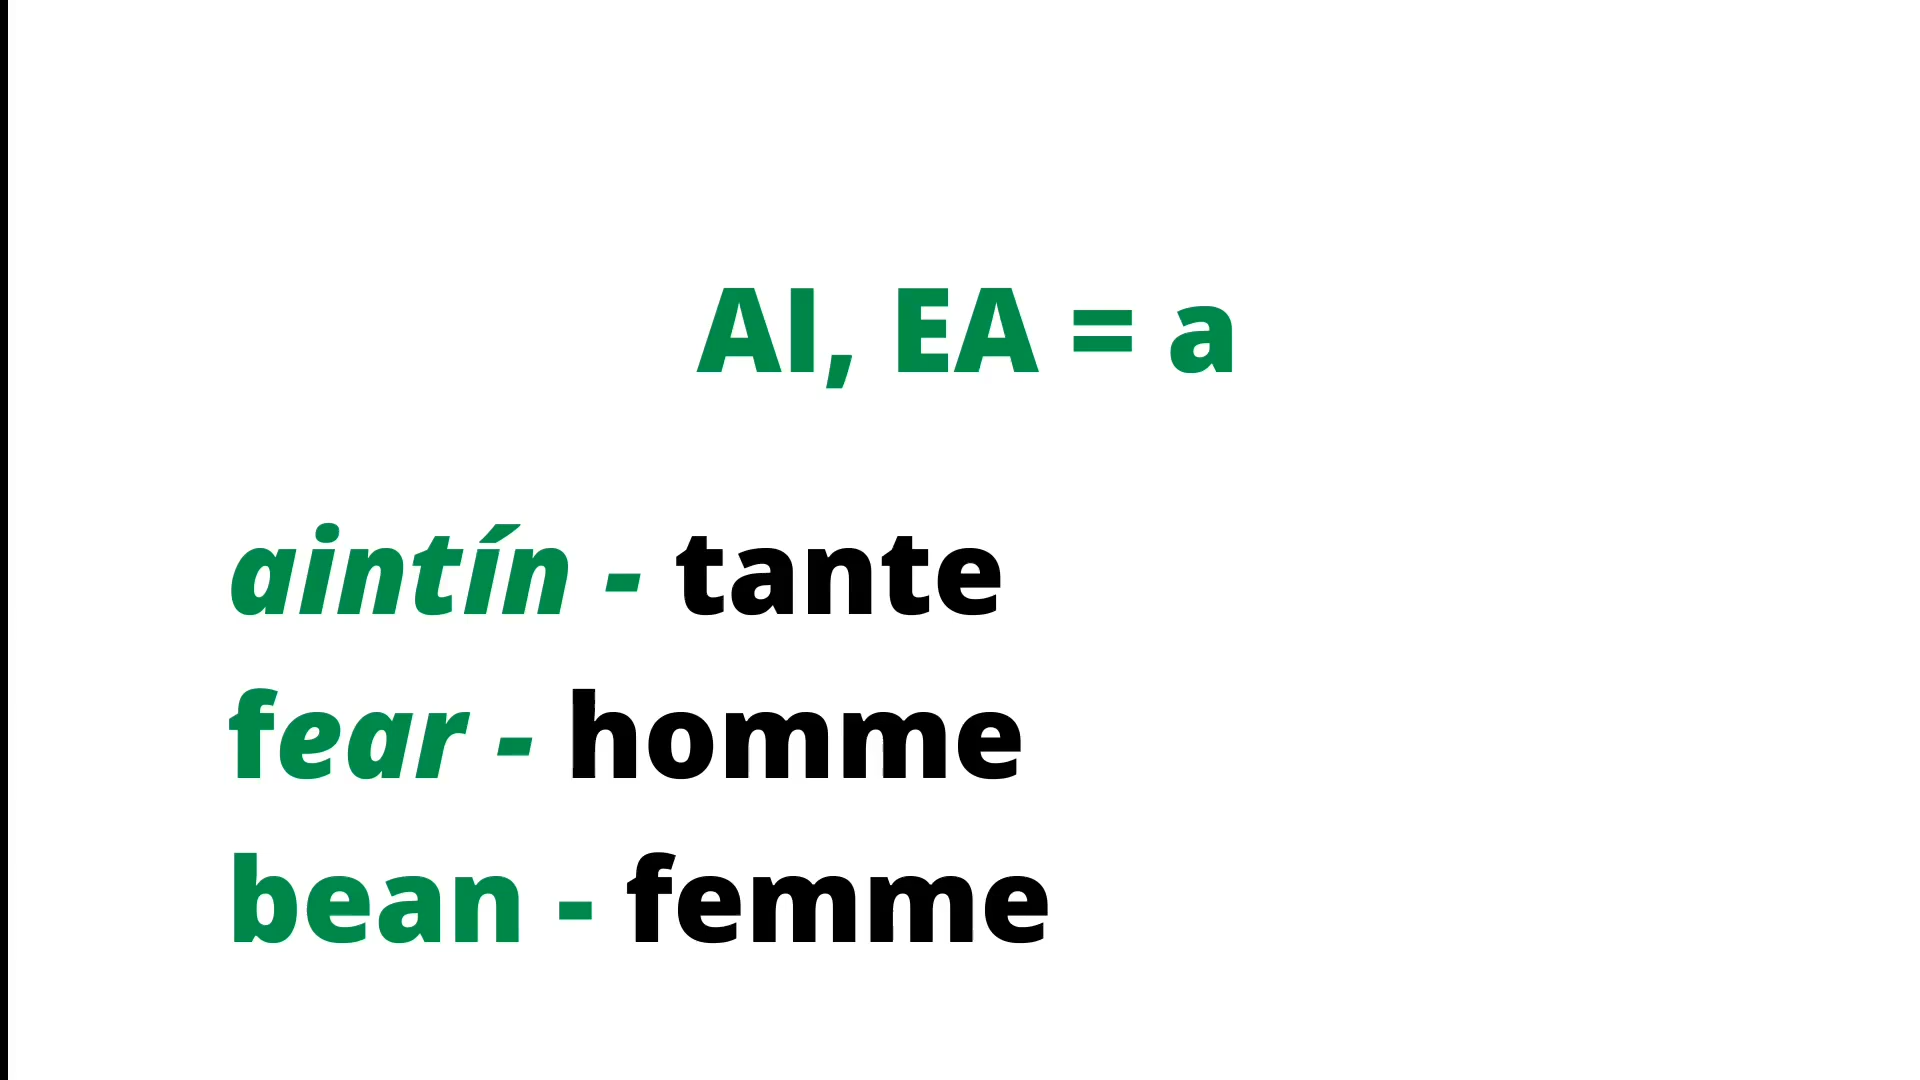 AI, EA = a
aintín - tante
fear - homme
bean - femme